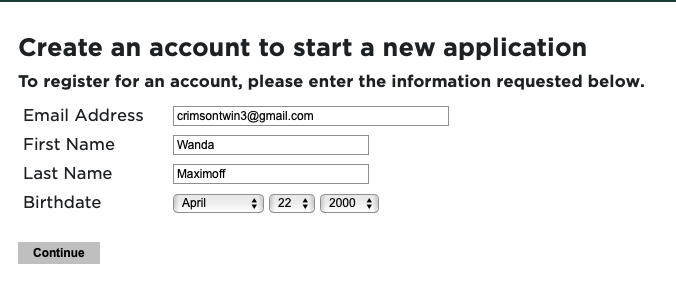 Create an account to start a new application
To register for an account, please enter the information requested below.
Email Address crimsontwin3@gmail.com
First Name Wanda
Last Name Maximoff
Birthdate April 22 2000
Continue